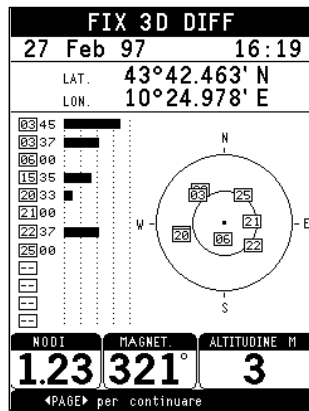 FIX 3D DIFF
27 Feb 97 16:19
LAT. 43°42.463' N
LON. 10°24.978' E
03 45
03 37
06 00
15 35
20 33
21 00
22 37
25 00
--
--
--
--
N
03 25
W E
20 21
06 22
S
NODI MAGNET. ALTITUDINE M
1.23 321° 3
◀PAGE▶ per continuare